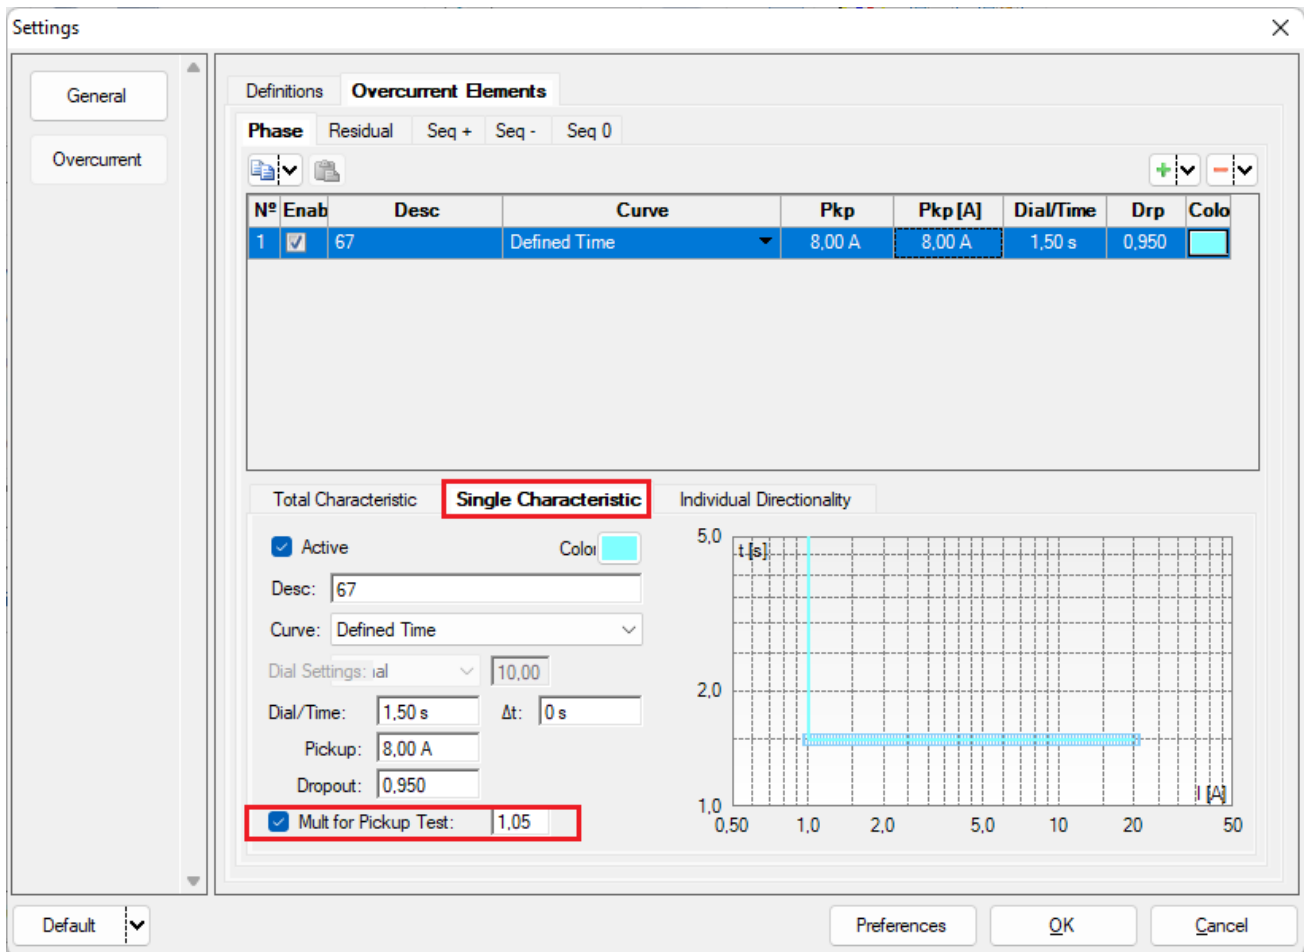 Settings
General
Overcurrent
Definitions Overcurrent Elements
Phase Residual Seq + Seq - Seq 0
Nº Enab Desc Curve Pkp Pkp [A] Dial/Time Drp Colo
1 67 Defined Time 8,00 A 8,00 A 1,50 s 0,950
Total Characteristic Single Characteristic Individual Directionality
Active Color
Desc: 67
Curve: Defined Time
Dial Settings: ial 10,00
Dial/Time: 1,50 s Δt: 0 s
Pickup: 8,00 A
Dropout: 0,950
Mult for Pickup Test: 1,05
5,0
t [s]
2,0
1,0
I [A]
0,50 1,0 2,0 5,0 10 20 50
Default Preferences OK Cancel